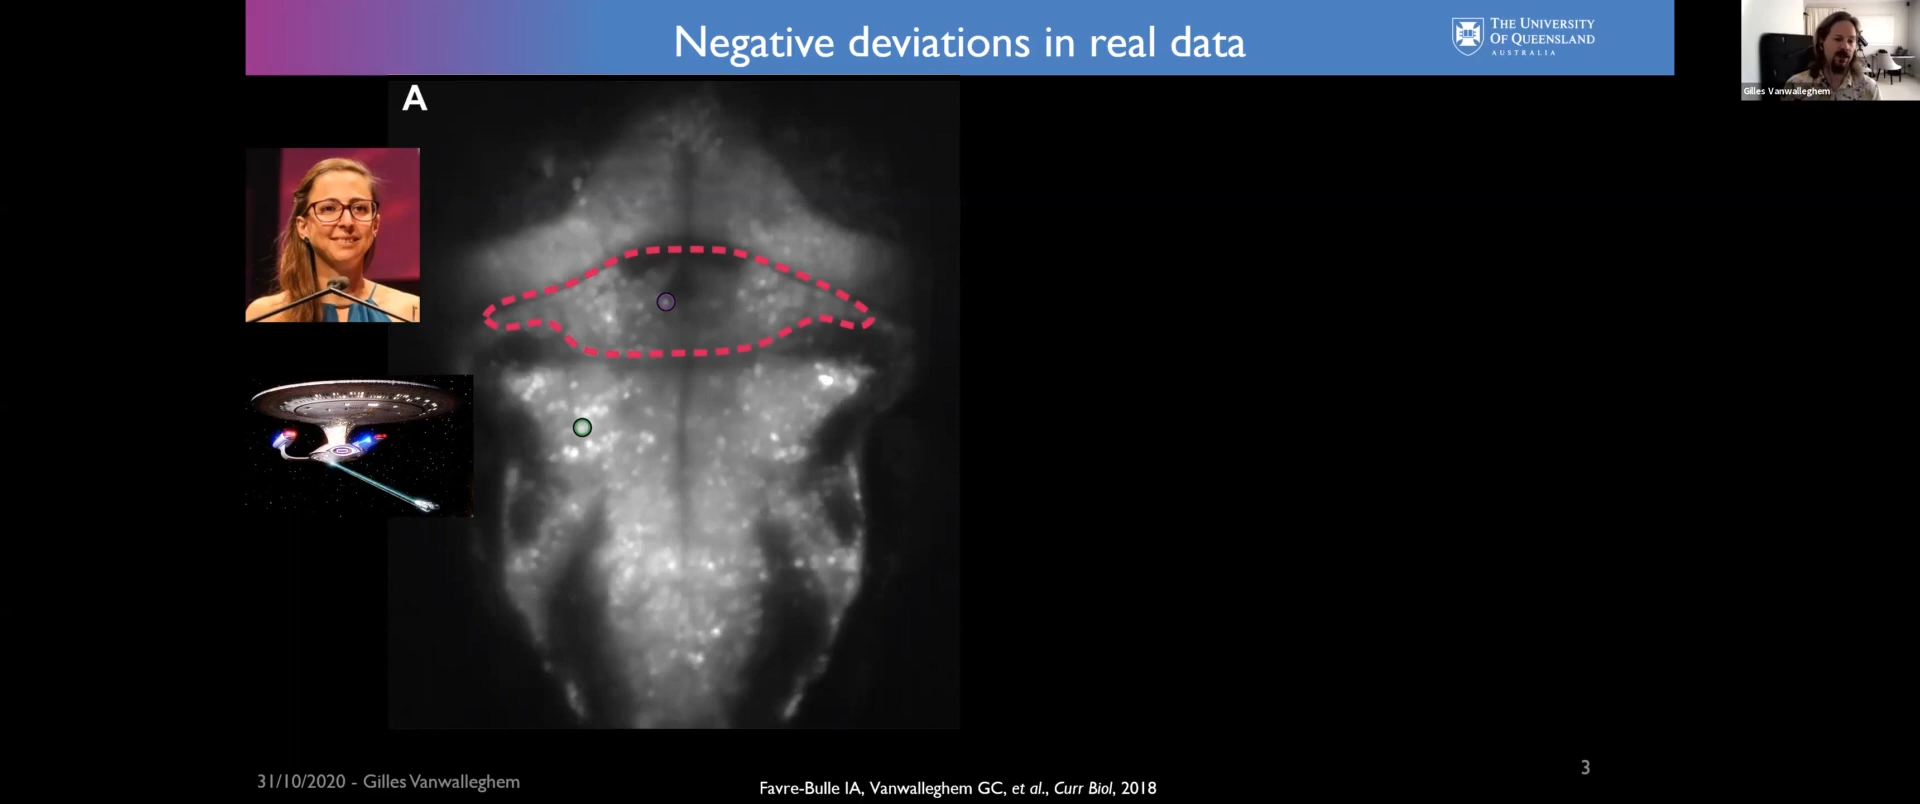 Negative deviations in real data
THE UNIVERSITY
OF QUEENSLAND
AUSTRALIA
Gilles Vanwalleghem
A
31/10/2020 - Gilles Vanwalleghem
Favre-Bulle IA, Vanwalleghem GC, et al., Curr Biol, 2018
3